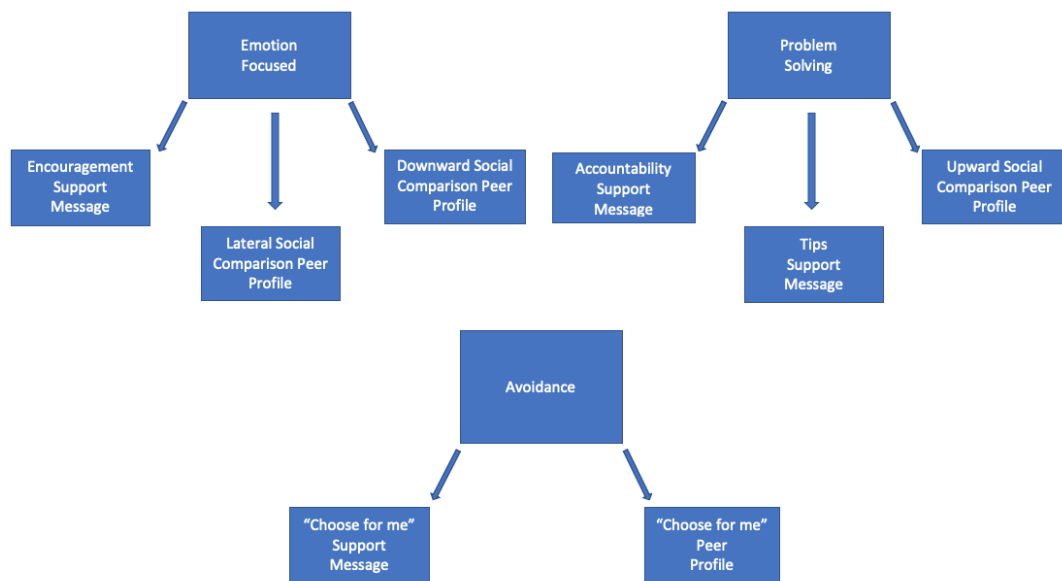 Emotion
Focused
Problem
Solving
Encouragement
Support
Message
Lateral Social
Comparison Peer
Profile
Downward Social
Comparison Peer
Profile
Accountability
Support
Message
Tips
Support
Message
Upward Social
Comparison Peer
Profile
Avoidance
“Choose for me”
Support
Message
“Choose for me”
Peer
Profile